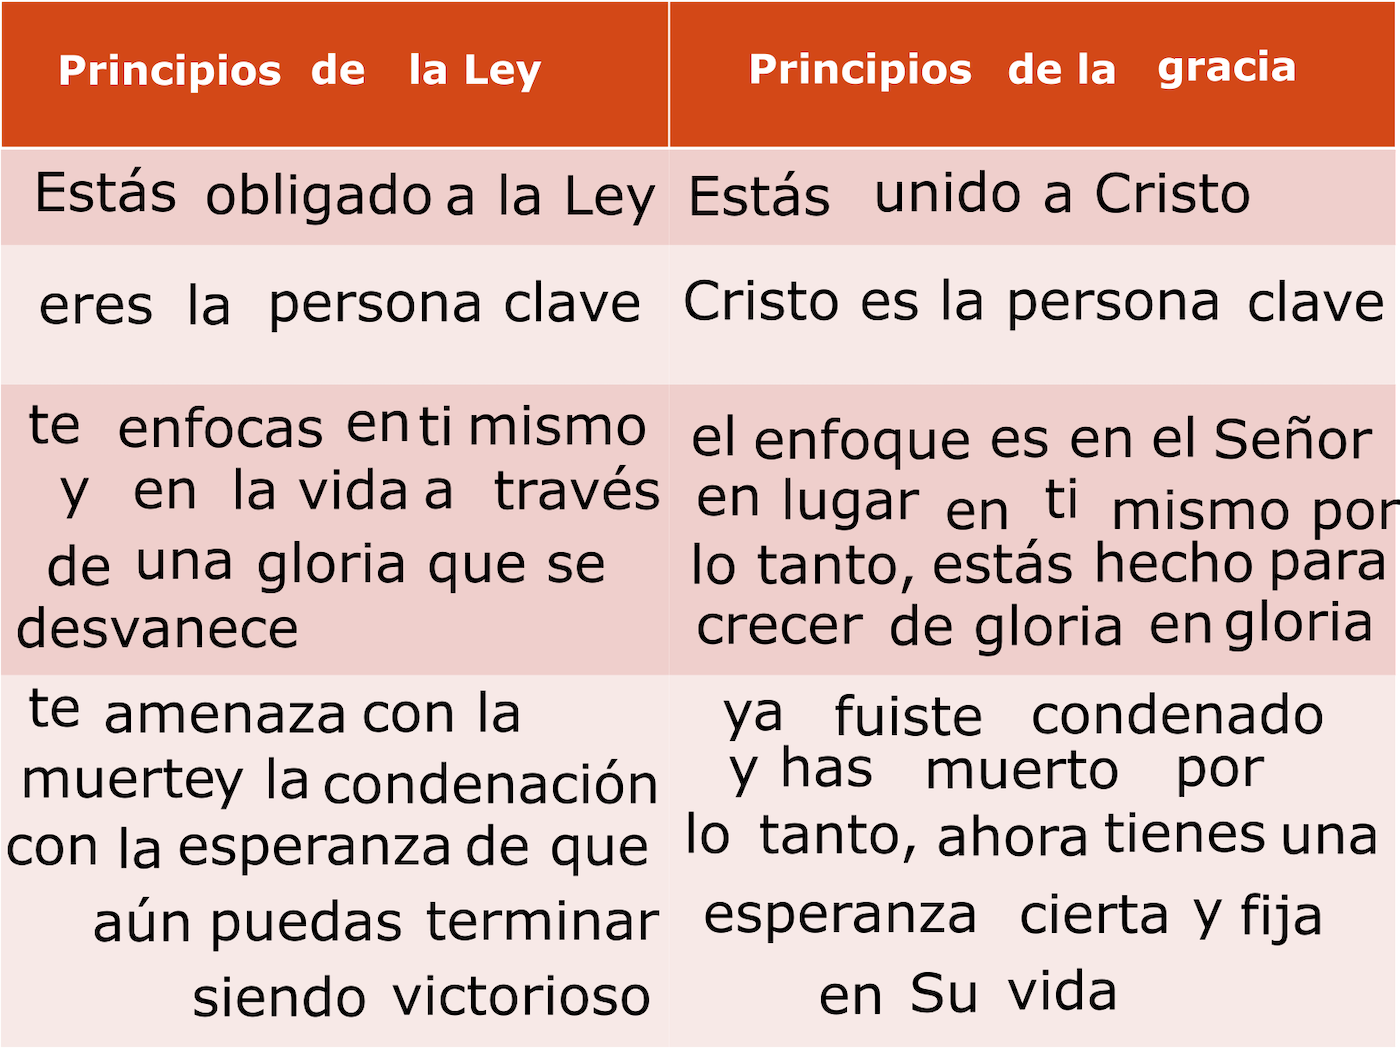 Principios de la Ley
Principios de la gracia
Estás obligado a la Ley
Estás unido a Cristo
eres la persona clave
Cristo es la persona clave
te enfocas en ti mismo
y en la vida a través
de una gloria que se
desvanece
el enfoque es en el Señor
en lugar en ti mismo por
lo tanto, estás hecho para
crecer de gloria en gloria
te amenaza con la
muertey la condenación
con la esperanza de que
aún puedas terminar
siendo victorioso
ya fuiste condenado
y has muerto por
lo tanto, ahora tienes una
esperanza cierta y fija
en Su vida